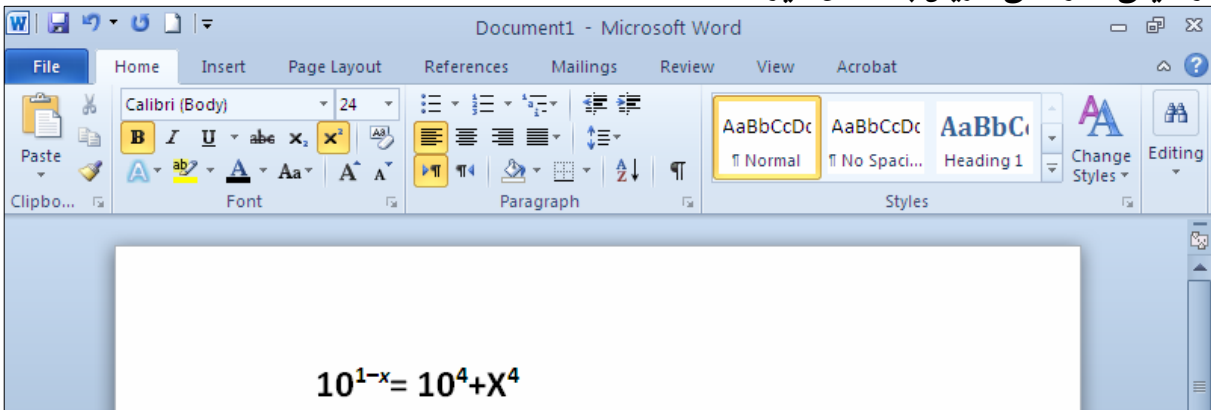 Document1 - Microsoft Word
File Home Insert Page Layout References Mailings Review View Acrobat
Calibri (Body) 24
B I U abe X₂ X²
Aa A A
Paste
AaBbCcDc AaBbCcDc AaBbC
¶ Normal ¶ No Spaci... Heading 1
Change Styles
Editing
Clipbo... Font Paragraph Styles
10¹⁻ˣ= 10⁴+X⁴